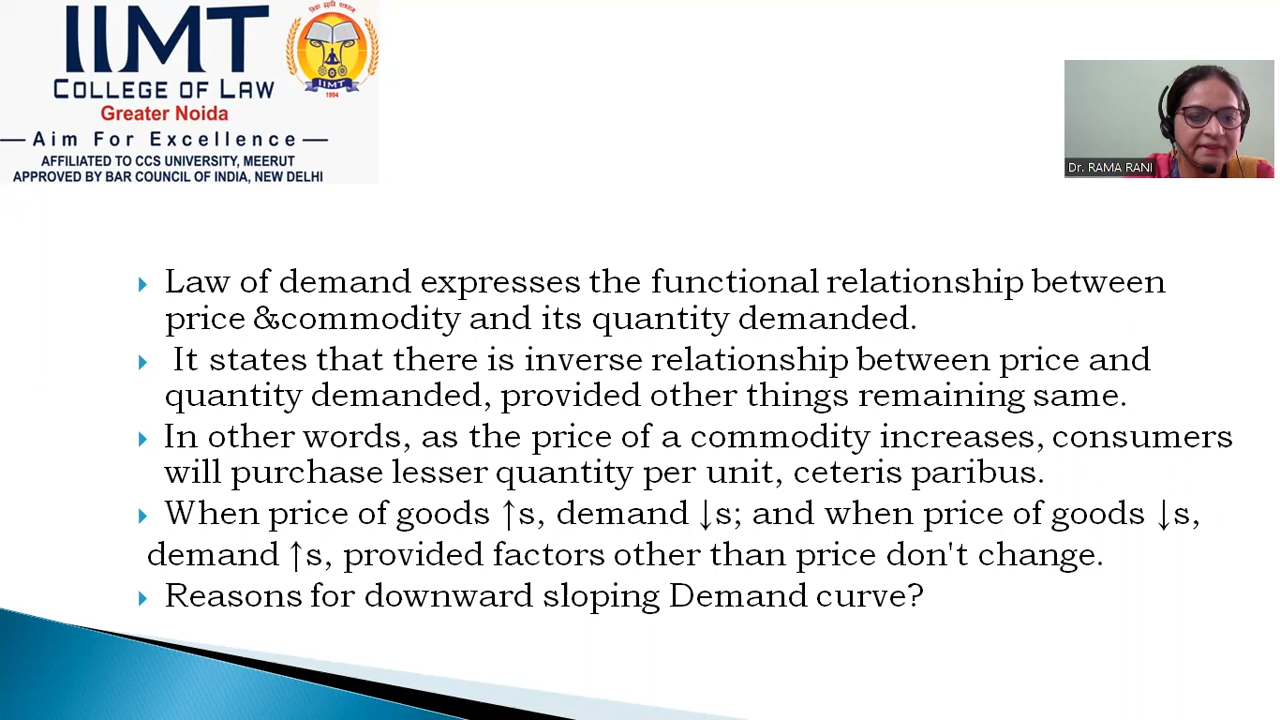 IIMT
COLLEGE OF LAW
Greater Noida
—Aim For Excellence—
AFFILIATED TO CCS UNIVERSITY, MEERUT
APPROVED BY BAR COUNCIL OF INDIA, NEW DELHI
IIMT
1994
Dr. RAMA RANI
Law of demand expresses the functional relationship between
price &commodity and its quantity demanded.
It states that there is inverse relationship between price and
quantity demanded, provided other things remaining same.
In other words, as the price of a commodity increases, consumers
will purchase lesser quantity per unit, ceteris paribus.
When price of goods ↑s, demand ↓s; and when price of goods ↓s,
demand ↑s, provided factors other than price don't change.
Reasons for downward sloping Demand curve?